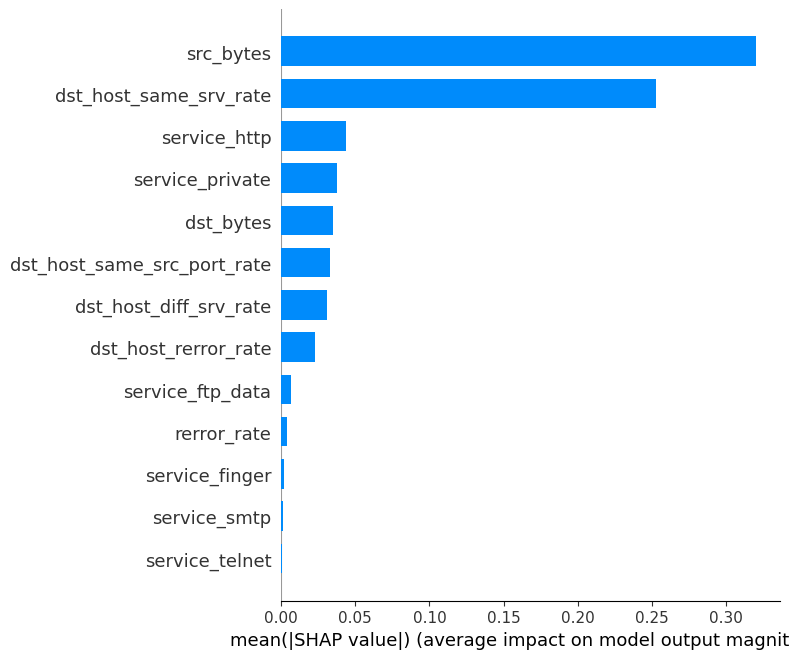 src_bytes
dst_host_same_srv_rate
service_http
service_private
dst_bytes
dst_host_same_src_port_rate
dst_host_diff_srv_rate
dst_host_rerror_rate
service_ftp_data
rerror_rate
service_finger
service_smtp
service_telnet
0.00 0.05 0.10 0.15 0.20 0.25 0.30
mean(|SHAP value|) (average impact on model output magnit